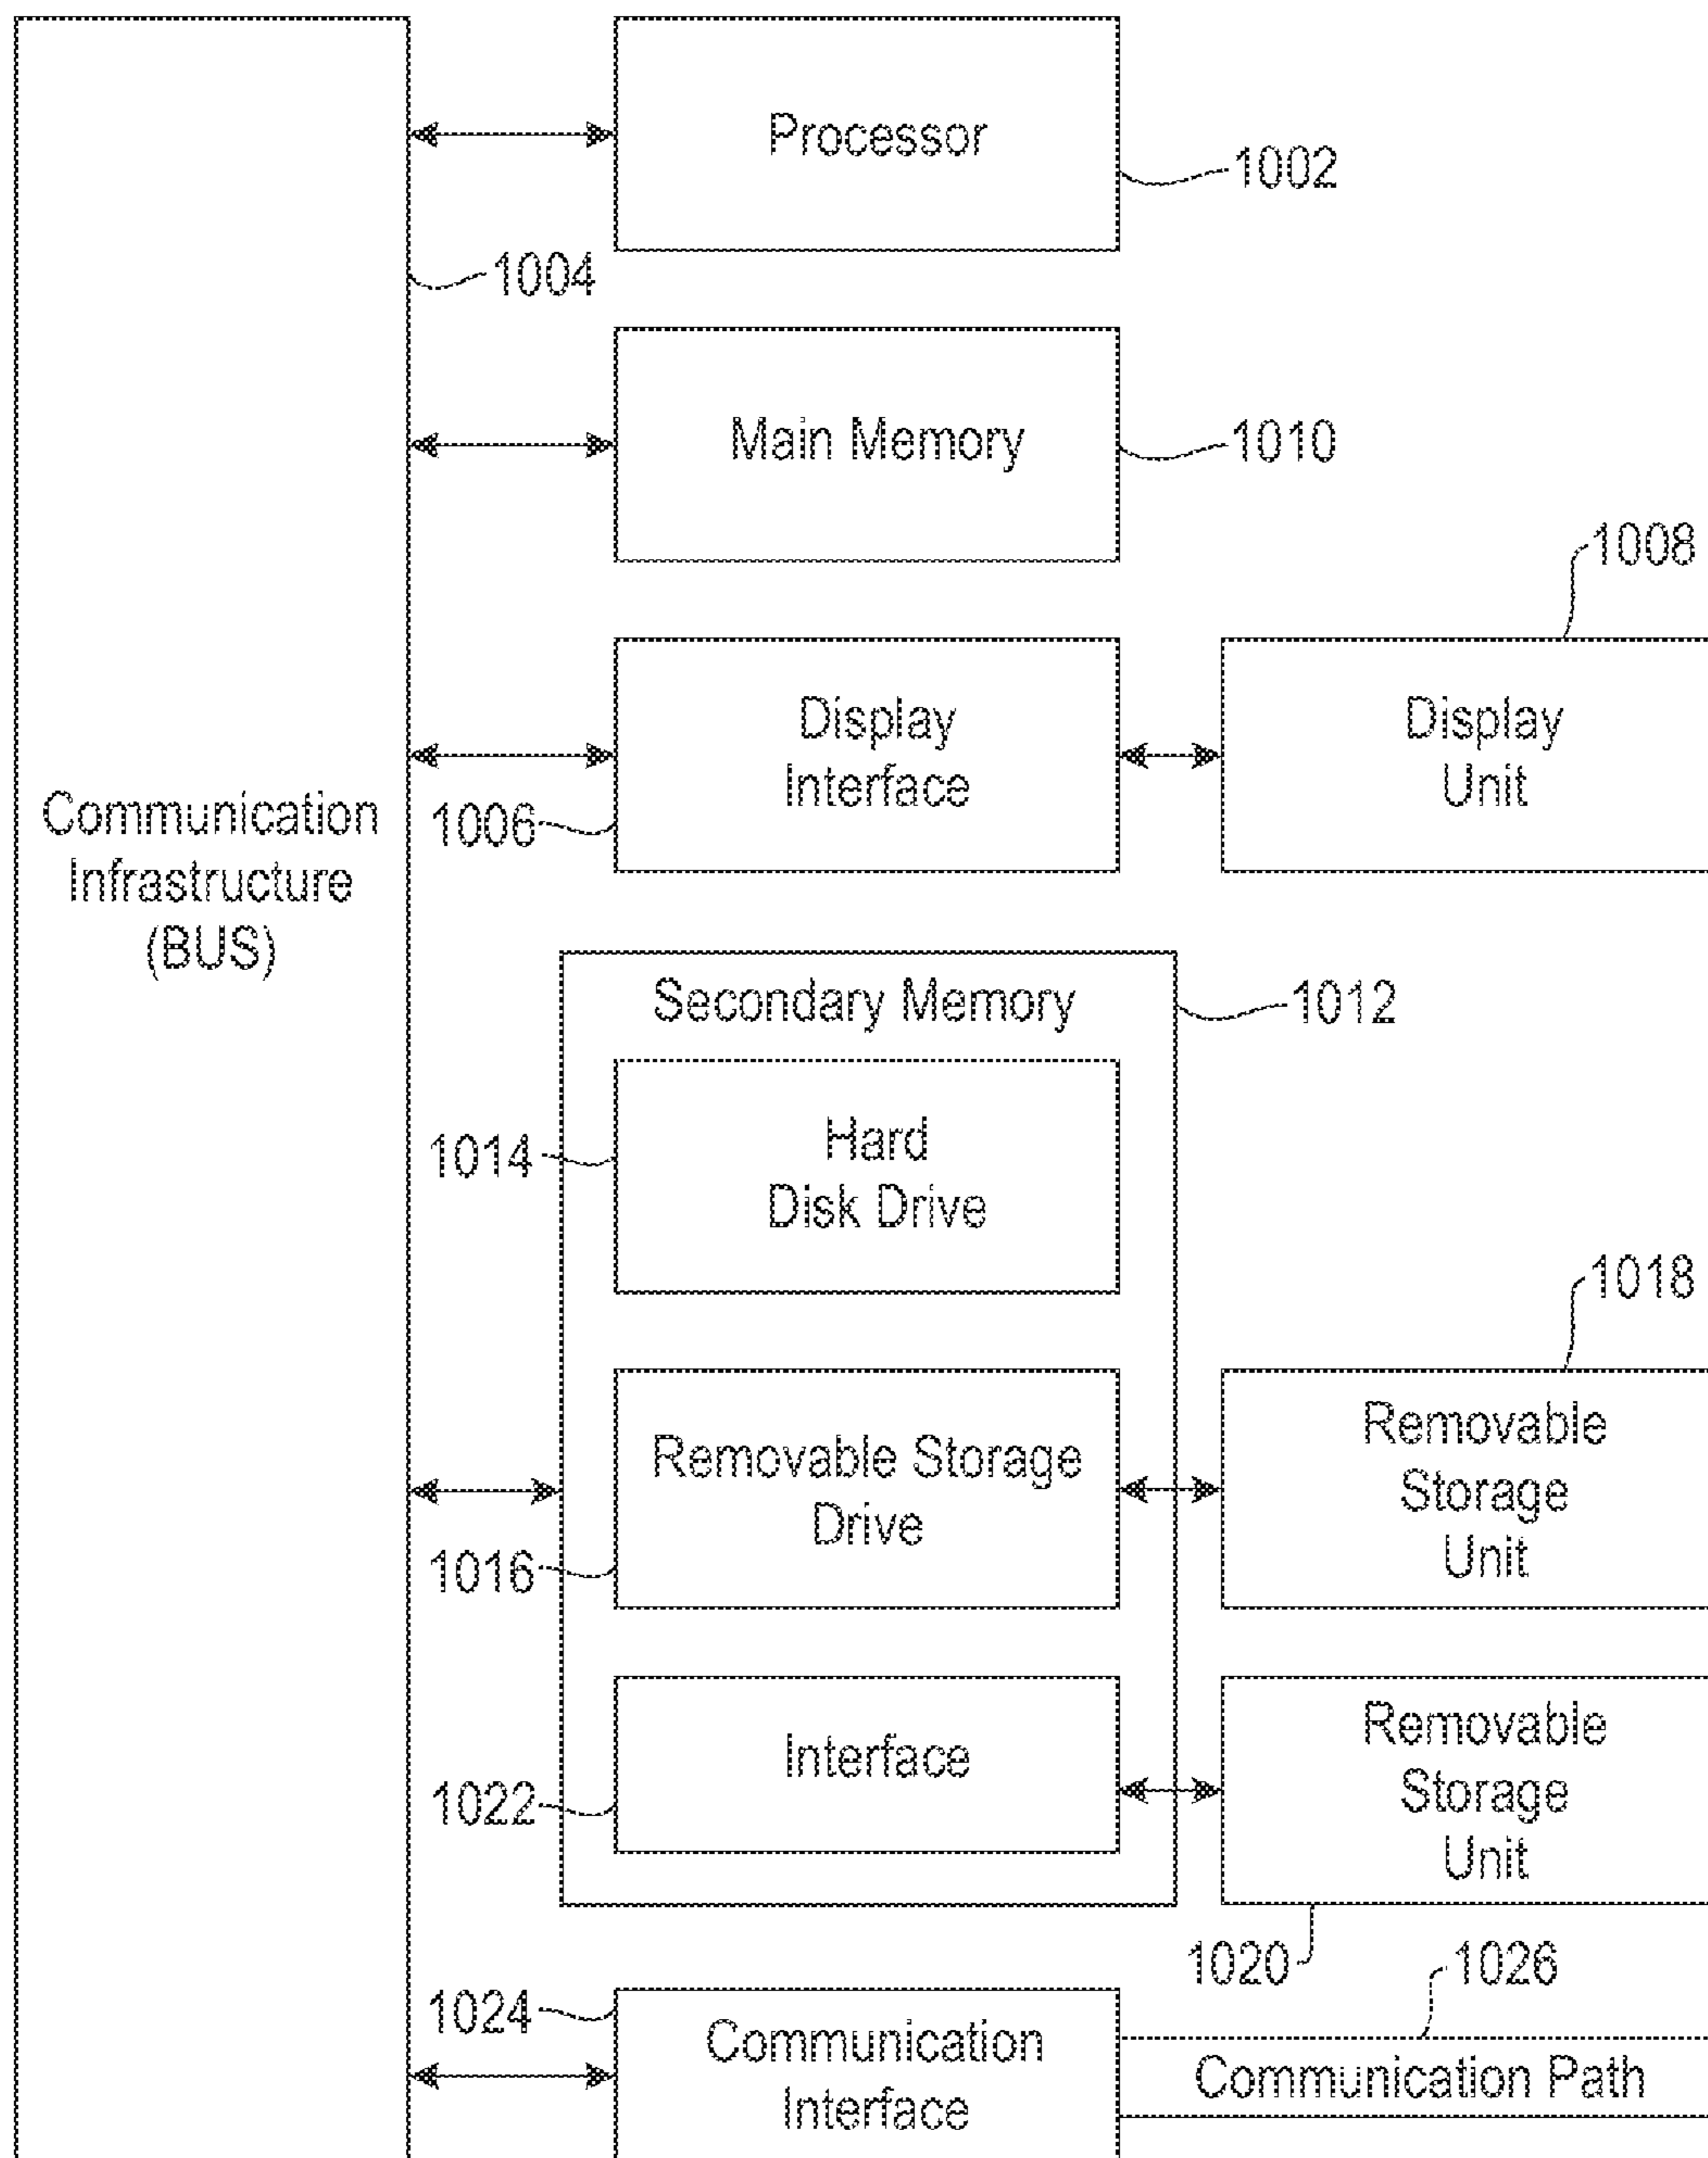 Processor
1002
1004
Main Memory
1010
1008
Display
Interface
Display
Unit
1006
Communication
Infrastructure
(BUS)
Secondary Memory
1012
Hard
Disk Drive
1014
1018
Removable Storage
Drive
Removable
Storage
Unit
1016
Interface
Removable
Storage
Unit
1022
1020
1026
1024
Communication
Interface
Communication Path